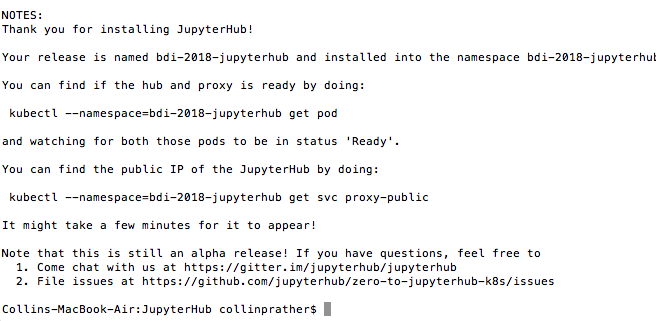 NOTES:
Thank you for installing JupyterHub!
Your release is named bdi-2018-jupyterhub and installed into the namespace bdi-2018-jupyterhub
You can find if the hub and proxy is ready by doing:
kubectl --namespace=bdi-2018-jupyterhub get pod
and watching for both those pods to be in status 'Ready'.
You can find the public IP of the JupyterHub by doing:
kubectl --namespace=bdi-2018-jupyterhub get svc proxy-public
It might take a few minutes for it to appear!
Note that this is still an alpha release! If you have questions, feel free to
1. Come chat with us at https://gitter.im/jupyterhub/jupyterhub
2. File issues at https://github.com/jupyterhub/zero-to-jupyterhub-k8s/issues
Collins-MacBook-Air:JupyterHub collinprather$